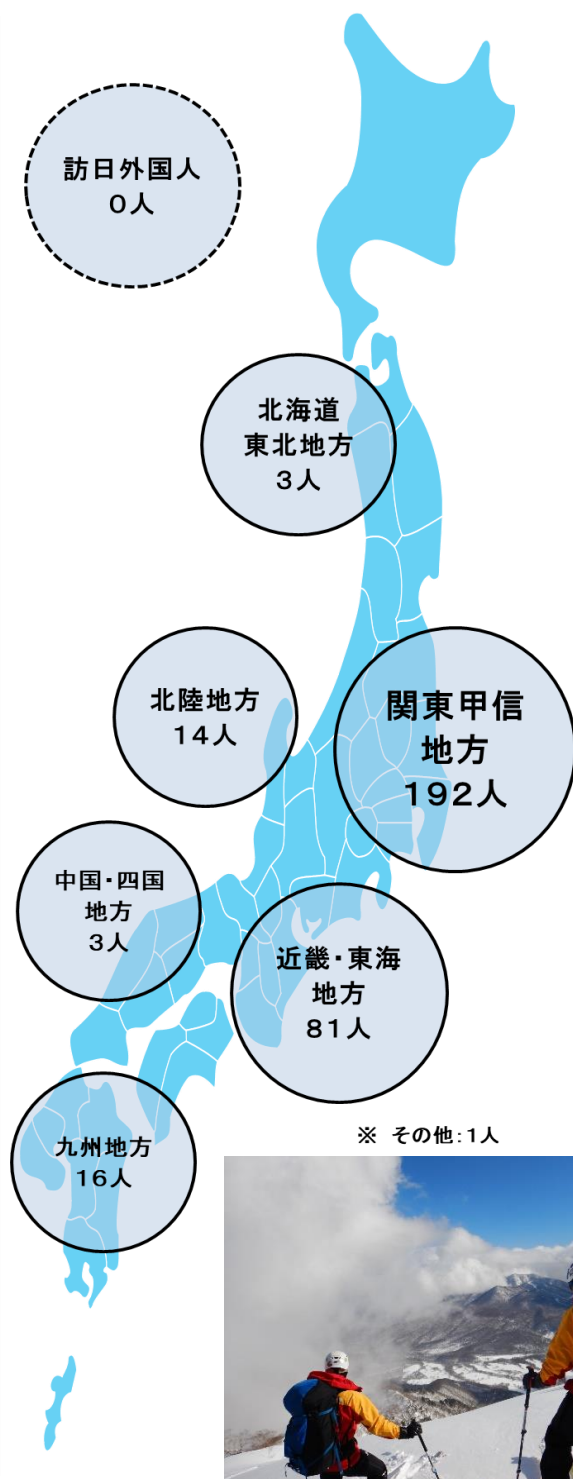 訪日外国人
0人
北海道
東北地方
3人
北陸地方
14人
関東甲信
地方
192人
中国・四国
地方
3人
近畿・東海
地方
81人
九州地方
16人
※ その他：1人